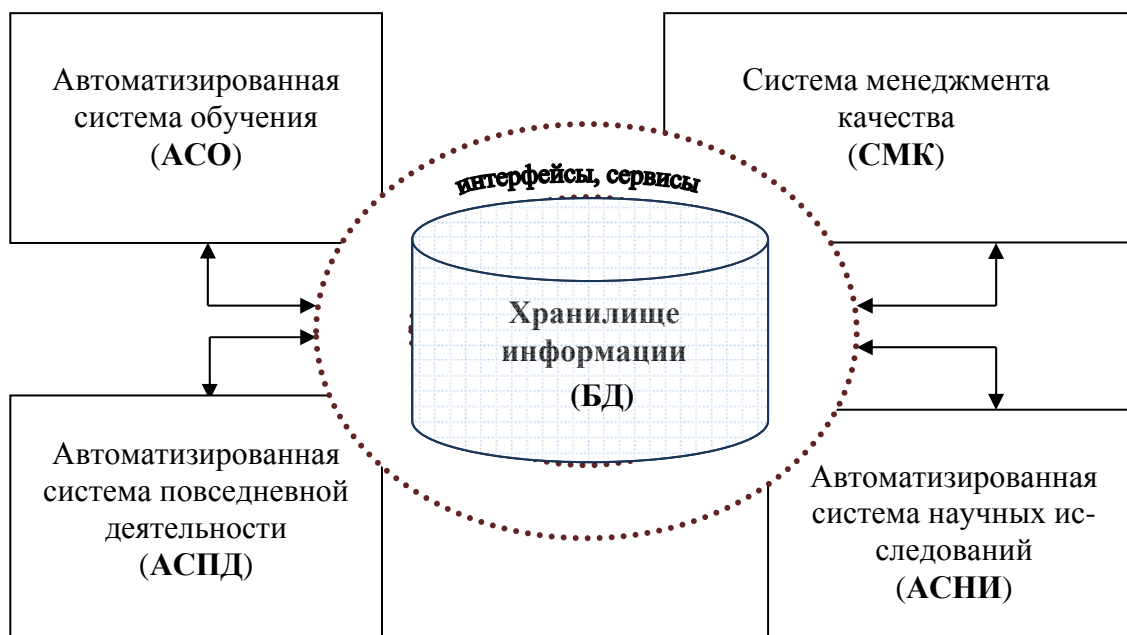 Автоматизированная
система обучения
(АСО)
Система менеджмента
качества
(СМК)
интерфейсы, сервисы
Хранилище
информации
(БД)
Автоматизированная
система повседневной
деятельности
(АСПД)
Автоматизированная
система научных ис-
следований
(АСНИ)